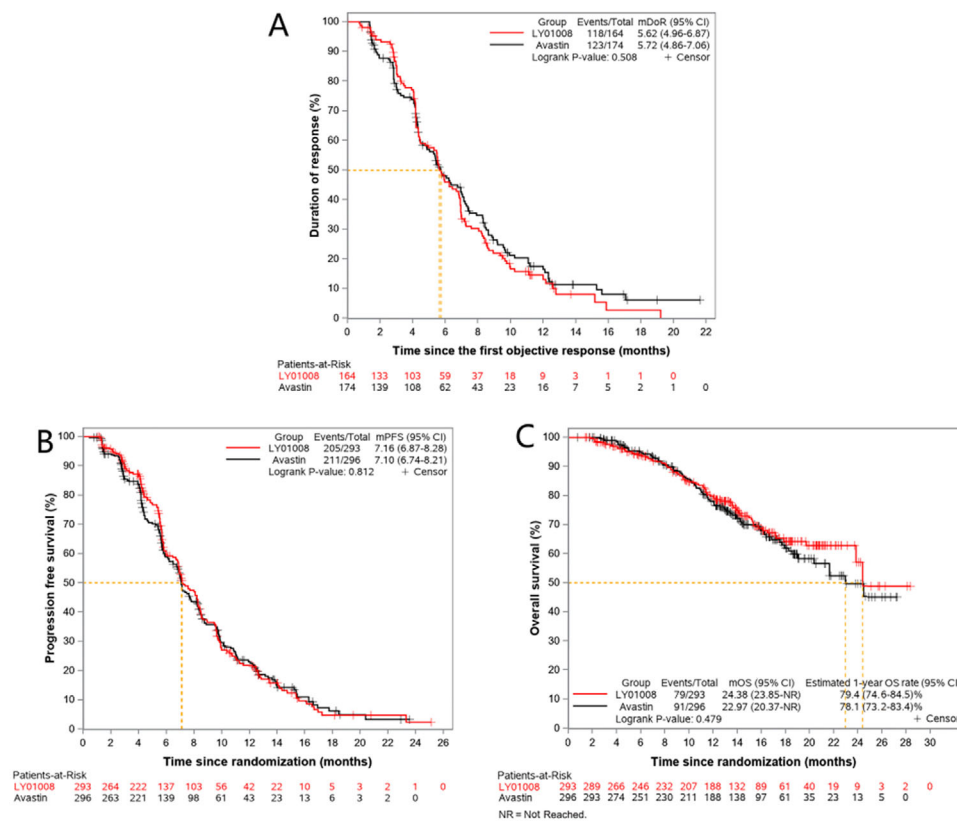 A
Group Events/Total mDoR (95% CI)
LY01008 118/164 5.62 (4.96-6.87)
Avastin 123/174 5.72 (4.86-7.06)
Logrank P-value: 0.508 + Censor
Duration of response (%)
100
90
80
70
60
50
40
30
20
10
0
0 2 4 6 8 10 12 14 16 18 20 22
Time since the first objective response (months)
Patients-at-Risk
LY01008 164 133 103 59 37 18 9 3 1 1 0
Avastin 174 139 108 62 43 23 16 7 5 2 1 0
B
Group Events/Total mPFS (95% CI)
LY01008 205/293 7.16 (6.87-8.28)
Avastin 211/296 7.10 (6.74-8.21)
Logrank P-value: 0.812 + Censor
Progression free survival (%)
100
90
80
70
60
50
40
30
20
10
0
0 2 4 6 8 10 12 14 16 18 20 22 24 26
Time since randomization (months)
Patients-at-Risk
LY01008 293 264 222 137 103 56 42 22 10 5 3 2 1 0
Avastin 296 263 221 139 98 61 43 23 13 6 3 2 0
C
Overall survival (%)
100
90
80
70
60
50
40
30
20
10
0
Group Events/Total mOS (95% CI) Estimated 1-year OS rate (95% CI)
LY01008 79/293 24.38 (23.85-NR) 79.4 (74.6-84.5)%
Avastin 91/296 22.97 (20.37-NR) 78.1 (73.2-83.4)%
Logrank P-value: 0.479 + Censor
0 2 4 6 8 10 12 14 16 18 20 22 24 26 28 30
Time since randomization (months)
Patients-at-Risk
LY01008 293 289 266 246 232 207 188 132 89 61 40 19 9 3 2 0
Avastin 296 293 274 251 230 211 188 138 97 61 35 23 13 5 0
NR = Not Reached.